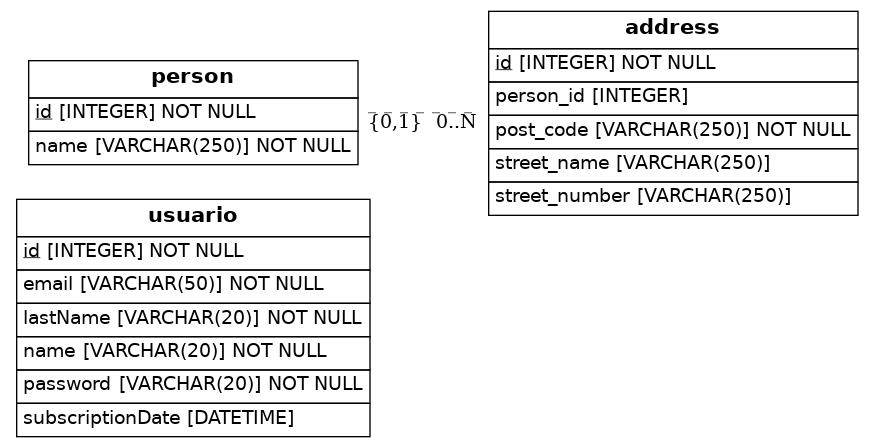 person
id [INTEGER] NOT NULL
name [VARCHAR(250)] NOT NULL
{0,1} 0..N
address
id [INTEGER] NOT NULL
person_id [INTEGER]
post_code [VARCHAR(250)] NOT NULL
street_name [VARCHAR(250)]
street_number [VARCHAR(250)]
usuario
id [INTEGER] NOT NULL
email [VARCHAR(50)] NOT NULL
lastName [VARCHAR(20)] NOT NULL
name [VARCHAR(20)] NOT NULL
password [VARCHAR(20)] NOT NULL
subscriptionDate [DATETIME]